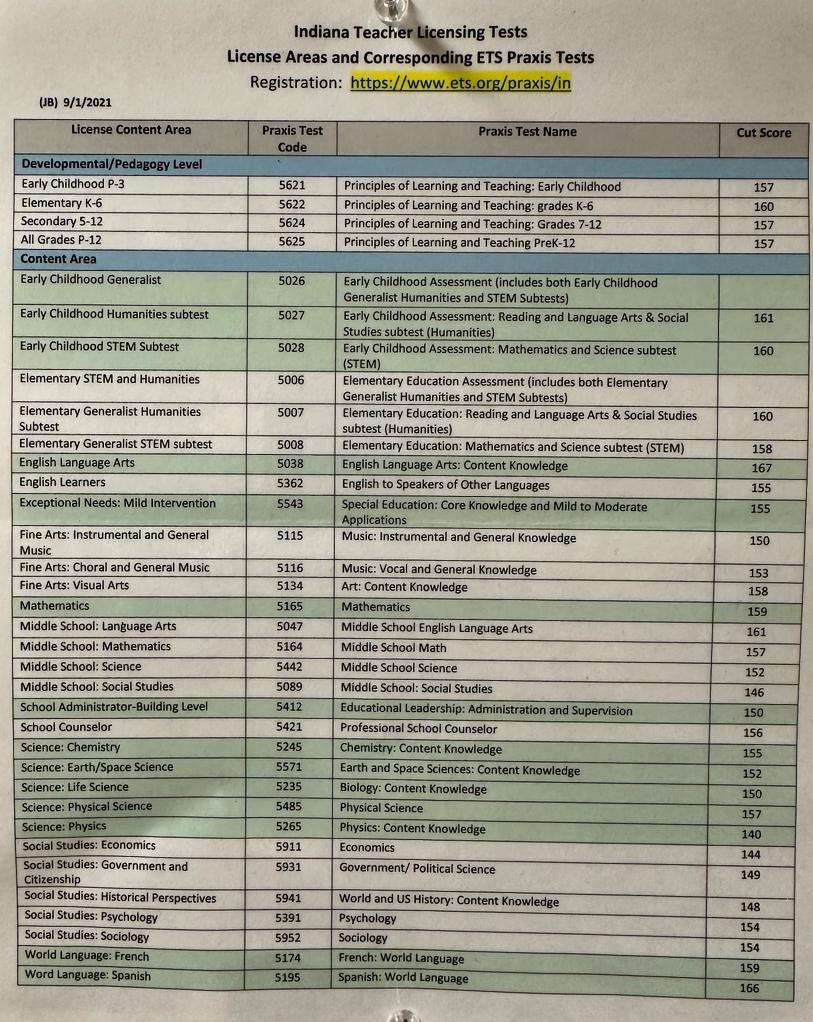 Indiana Teacher Licensing Tests
License Areas and Corresponding ETS Praxis Tests
Registration: https://www.ets.org/praxis/in
(JB) 9/1/2021
License Content Area Praxis Test Code Praxis Test Name Cut Score
Developmental/Pedagogy Level
Early Childhood P-3 5621 Principles of Learning and Teaching: Early Childhood 157
Elementary K-6 5622 Principles of Learning and Teaching: grades K-6 160
Secondary 5-12 5624 Principles of Learning and Teaching: Grades 7-12 157
All Grades P-12 5625 Principles of Learning and Teaching PreK-12 157
Content Area
Early Childhood Generalist 5026 Early Childhood Assessment (includes both Early Childhood
Generalist Humanities and STEM Subtests)
Early Childhood Humanities subtest 5027 Early Childhood Assessment: Reading and Language Arts & Social 161
Studies subtest (Humanities)
Early Childhood STEM Subtest 5028 Early Childhood Assessment: Mathematics and Science subtest 160
(STEM)
Elementary STEM and Humanities 5006 Elementary Education Assessment (includes both Elementary
Generalist Humanities and STEM Subtests)
Elementary Generalist Humanities 5007 Elementary Education: Reading and Language Arts & Social Studies 160
Subtest subtest (Humanities)
Elementary Generalist STEM subtest 5008 Elementary Education: Mathematics and Science subtest (STEM) 158
English Language Arts 5038 English Language Arts: Content Knowledge 167
English Learners 5362 English to Speakers of Other Languages 155
Exceptional Needs: Mild Intervention 5543 Special Education: Core Knowledge and Mild to Moderate 155
Applications
Fine Arts: Instrumental and General 5115 Music: Instrumental and General Knowledge 150
Music
Fine Arts: Choral and General Music 5116 Music: Vocal and General Knowledge 153
Fine Arts: Visual Arts 5134 Art: Content Knowledge 158
Mathematics 5165 Mathematics 159
Middle School: Language Arts 5047 Middle School English Language Arts 161
Middle School: Mathematics 5164 Middle School Math 157
Middle School: Science 5442 Middle School Science 152
Middle School: Social Studies 5089 Middle School: Social Studies 146
School Administrator-Building Level 5412 Educational Leadership: Administration and Supervision 150
School Counselor 5421 Professional School Counselor 156
Science: Chemistry 5245 Chemistry: Content Knowledge 155
Science: Earth/Space Science 5571 Earth and Space Sciences: Content Knowledge 152
Science: Life Science 5235 Biology: Content Knowledge 150
Science: Physical Science 5485 Physical Science 157
Science: Physics 5265 Physics: Content Knowledge 140
Social Studies: Economics 5911 Economics 144
Social Studies: Government and 5931 Government/ Political Science 149
Citizenship
Social Studies: Historical Perspectives 5941 World and US History: Content Knowledge 148
Social Studies: Psychology 5391 Psychology 154
Social Studies: Sociology 5952 Sociology 154
World Language: French 5174 French: World Language 159
Word Language: Spanish 5195 Spanish: World Language 166